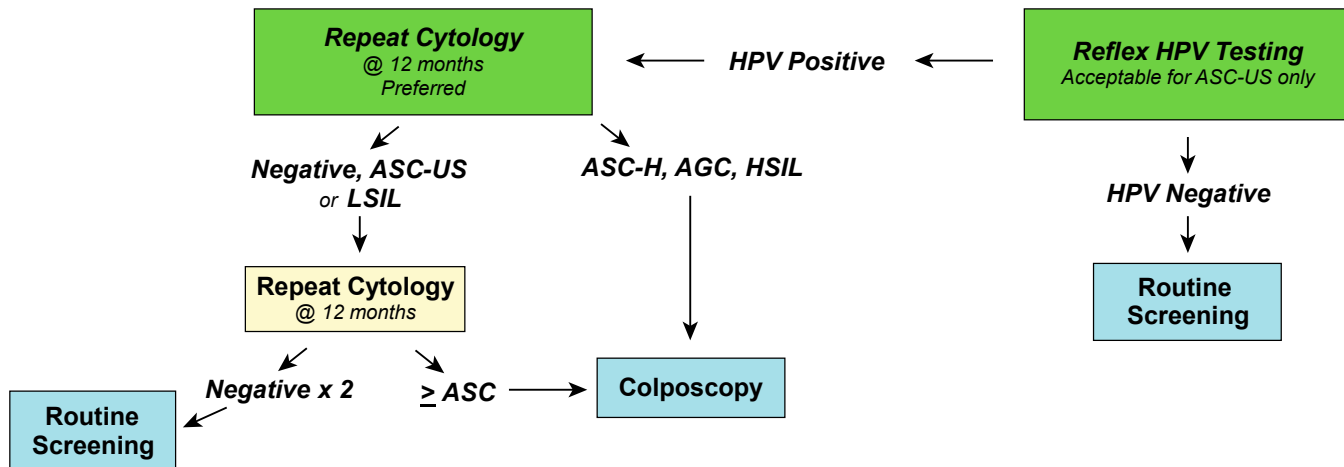 Repeat Cytology
@ 12 months
Preferred
HPV Positive
Reflex HPV Testing
Acceptable for ASC-US only
Negative, ASC-US
or LSIL
ASC-H, AGC, HSIL
HPV Negative
Repeat Cytology
@ 12 months
Routine
Screening
Negative x 2
≥ ASC
Colposcopy
Routine
Screening